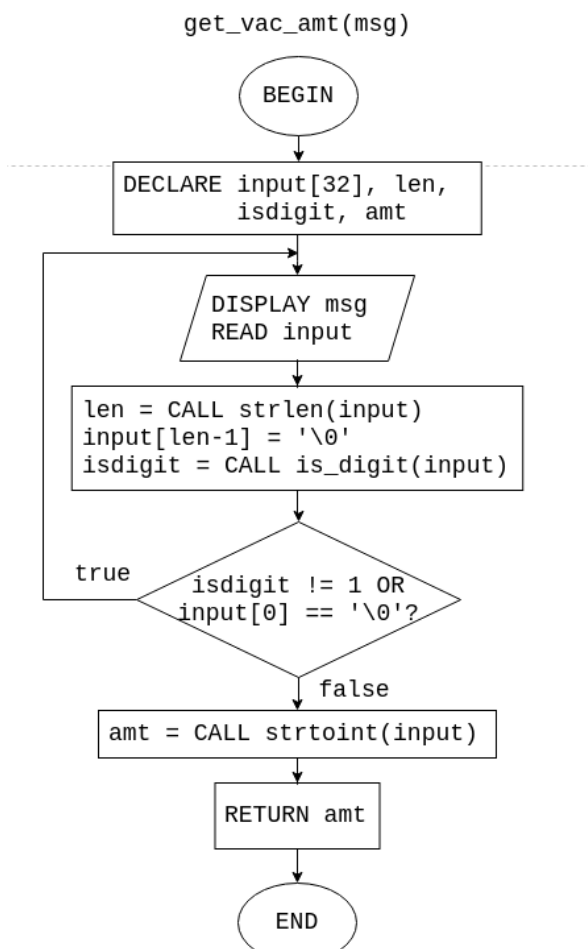 get_vac_amt(msg)
BEGIN
DECLARE input[32], len,
isdigit, amt
DISPLAY msg
READ input
len = CALL strlen(input)
input[len-1] = '\0'
isdigit = CALL is_digit(input)
true
isdigit != 1 OR
input[0] == '\0'?
false
amt = CALL strtoint(input)
RETURN amt
END